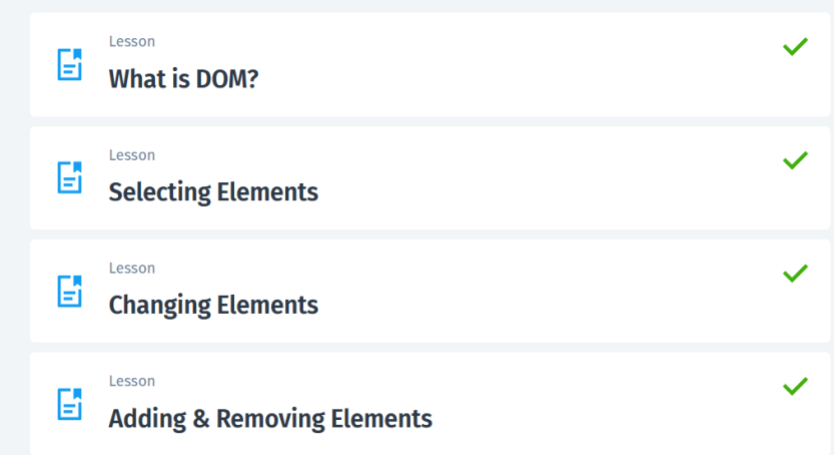 Lesson
What is DOM?
Lesson
Selecting Elements
Lesson
Changing Elements
Lesson
Adding & Removing Elements